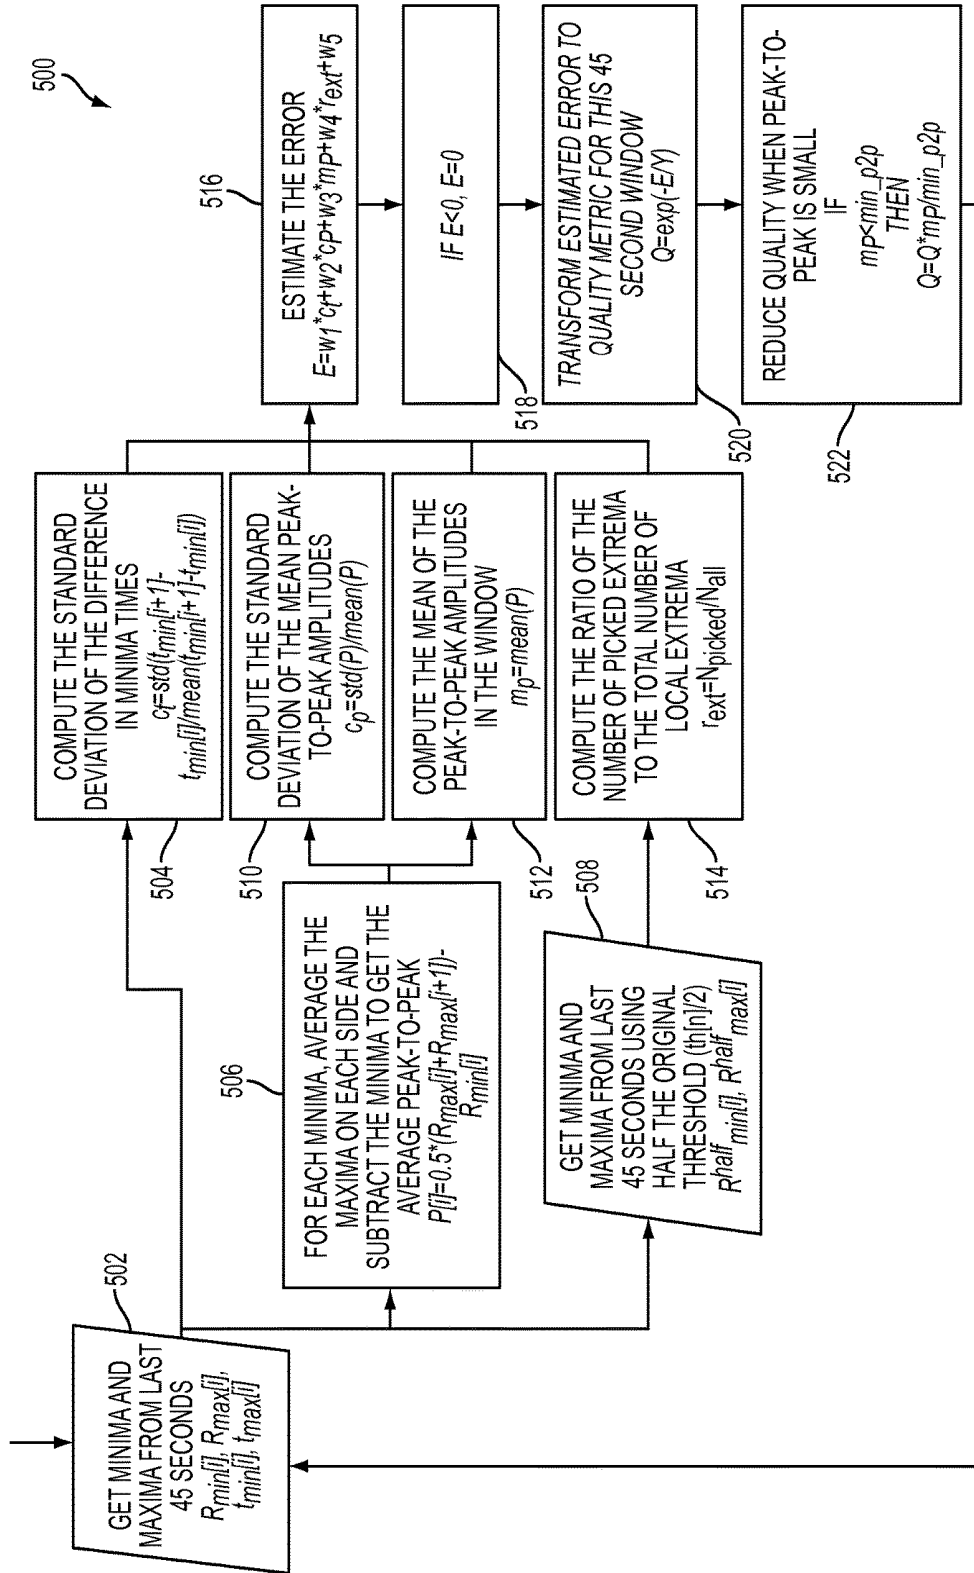 500
502
GET MINIMA AND
MAXIMA FROM LAST
45 SECONDS
Rmin[i], Rmax[i],
tmin[i], tmax[i]
504
COMPUTE THE STANDARD
DEVIATION OF THE DIFFERENCE
IN MINIMA TIMES
ct=std(tmin[i+1]-
tmin[i]/mean(tmin[i+1]-tmin[i])
506
FOR EACH MINIMA, AVERAGE THE
MAXIMA ON EACH SIDE AND
SUBTRACT THE MINIMA TO GET THE
AVERAGE PEAK-TO-PEAK
P[i]=0.5*(Rmax[i]+Rmax[i+1])-
Rmin[i]
508
GET MINIMA AND
MAXIMA FROM LAST
45 SECONDS USING
HALF THE ORIGINAL
THRESHOLD (th[n]/2)
Rhalf min[i], Rhalf max[i]
510
COMPUTE THE STANDARD
DEVIATION OF THE MEAN PEAK-
TO-PEAK AMPLITUDES
cp=std(P)/mean(P)
512
COMPUTE THE MEAN OF THE
PEAK-TO-PEAK AMPLITUDES
IN THE WINDOW
mp=mean(P)
514
COMPUTE THE RATIO OF THE
NUMBER OF PICKED EXTREMA
TO THE TOTAL NUMBER OF
LOCAL EXTREMA
rext=Npicked/Nall
516
ESTIMATE THE ERROR
E=w1*ct+w2*cp+w3*mp+w4*rext+w5
518
IF E<0, E=0
520
TRANSFORM ESTIMATED ERROR TO
QUALITY METRIC FOR THIS 45
SECOND WINDOW
Q=exp(-E/Y)
522
REDUCE QUALITY WHEN PEAK-TO-
PEAK IS SMALL
IF
mp<min_p2p
THEN
Q=Q*mp/min_p2p